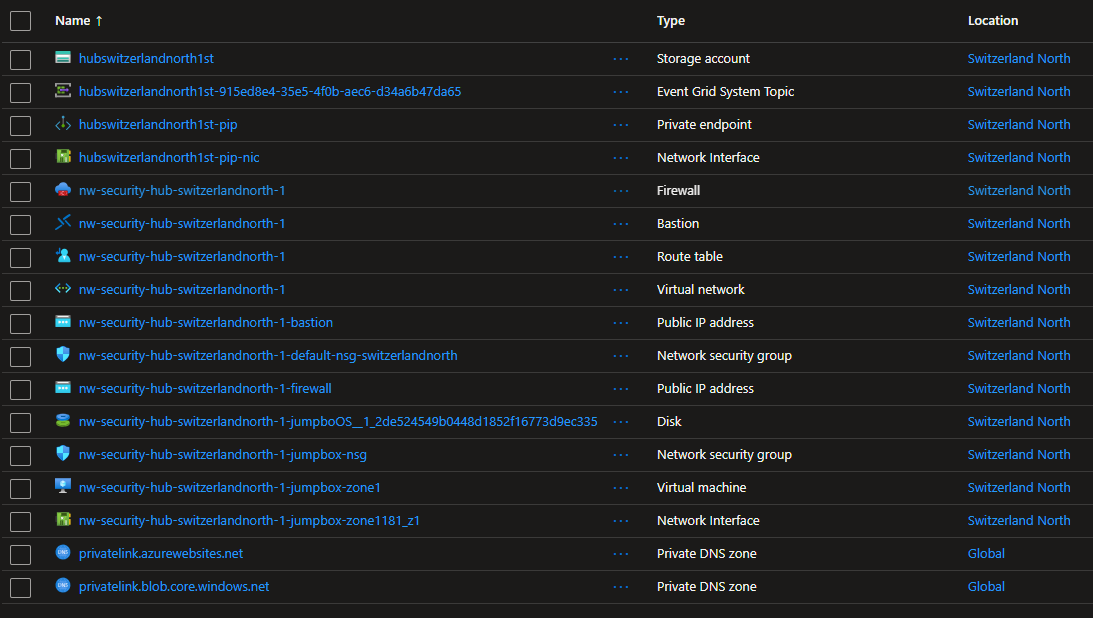 Name ↑ Type Location
hubswitzerlandnorth1st ··· Storage account Switzerland North
hubswitzerlandnorth1st-915ed8e4-35e5-4f0b-aec6-d34a6b47da65 ··· Event Grid System Topic Switzerland North
hubswitzerlandnorth1st-pip ··· Private endpoint Switzerland North
hubswitzerlandnorth1st-pip-nic ··· Network Interface Switzerland North
nw-security-hub-switzerlandnorth-1 ··· Firewall Switzerland North
nw-security-hub-switzerlandnorth-1 ··· Bastion Switzerland North
nw-security-hub-switzerlandnorth-1 ··· Route table Switzerland North
nw-security-hub-switzerlandnorth-1 ··· Virtual network Switzerland North
nw-security-hub-switzerlandnorth-1-bastion ··· Public IP address Switzerland North
nw-security-hub-switzerlandnorth-1-default-nsg-switzerlandnorth ··· Network security group Switzerland North
nw-security-hub-switzerlandnorth-1-firewall ··· Public IP address Switzerland North
nw-security-hub-switzerlandnorth-1-jumpboOS__1_2de524549b0448d1852f16773d9ec335 ··· Disk Switzerland North
nw-security-hub-switzerlandnorth-1-jumpbox-nsg ··· Network security group Switzerland North
nw-security-hub-switzerlandnorth-1-jumpbox-zone1 ··· Virtual machine Switzerland North
nw-security-hub-switzerlandnorth-1-jumpbox-zone1181_z1 ··· Network Interface Switzerland North
DNS privatelink.azurewebsites.net ··· Private DNS zone Global
DNS privatelink.blob.core.windows.net ··· Private DNS zone Global